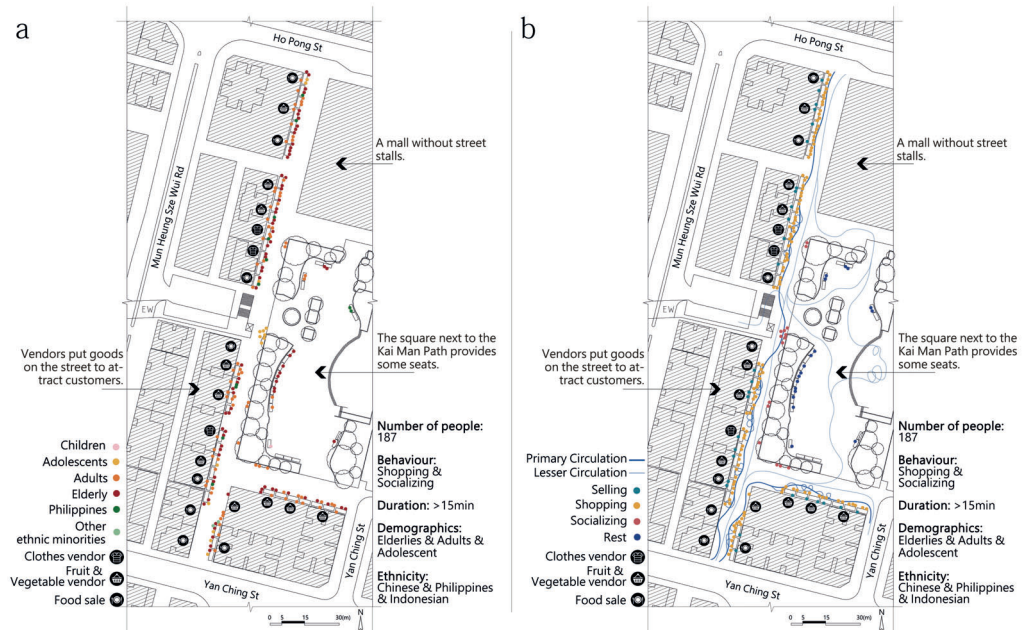 a
Ho Pong St
A mall without street
stalls.
Mun Heung Sze Wui Rd
EW
The square next to the
Kai Man Path provides
some seats.
Vendors put goods
on the street to at-
tract customers.
Children
Adolescents
Adults
Elderly
Philippines
Other
ethnic minorities
Clothes vendor
Fruit &
Vegetable vendor
Food sale
Number of people:
187
Behaviour:
Shopping &
Socializing
Duration: >15min
Demographics:
Elderlies & Adults &
Adolescent
Ethnicity:
Chinese & Philippines
& Indonesian
Yan Ching St
Yan Ching St
0 5 15 30(m)
N
b
Ho Pong St
A mall without street
stalls.
Mun Heung Sze Wui Rd
EW
The square next to the
Kai Man Path provides
some seats.
Vendors put goods
on the street to at-
tract customers.
Primary Circulation
Lesser Circulation
Selling
Shopping
Socializing
Rest
Clothes vendor
Fruit &
Vegetable vendor
Food sale
Number of people:
187
Behaviour:
Shopping &
Socializing
Duration: >15min
Demographics:
Elderlies & Adults &
Adolescent
Ethnicity:
Chinese & Philippines
& Indonesian
Yan Ching St
Yan Ching St
0 5 15 30(m)
N